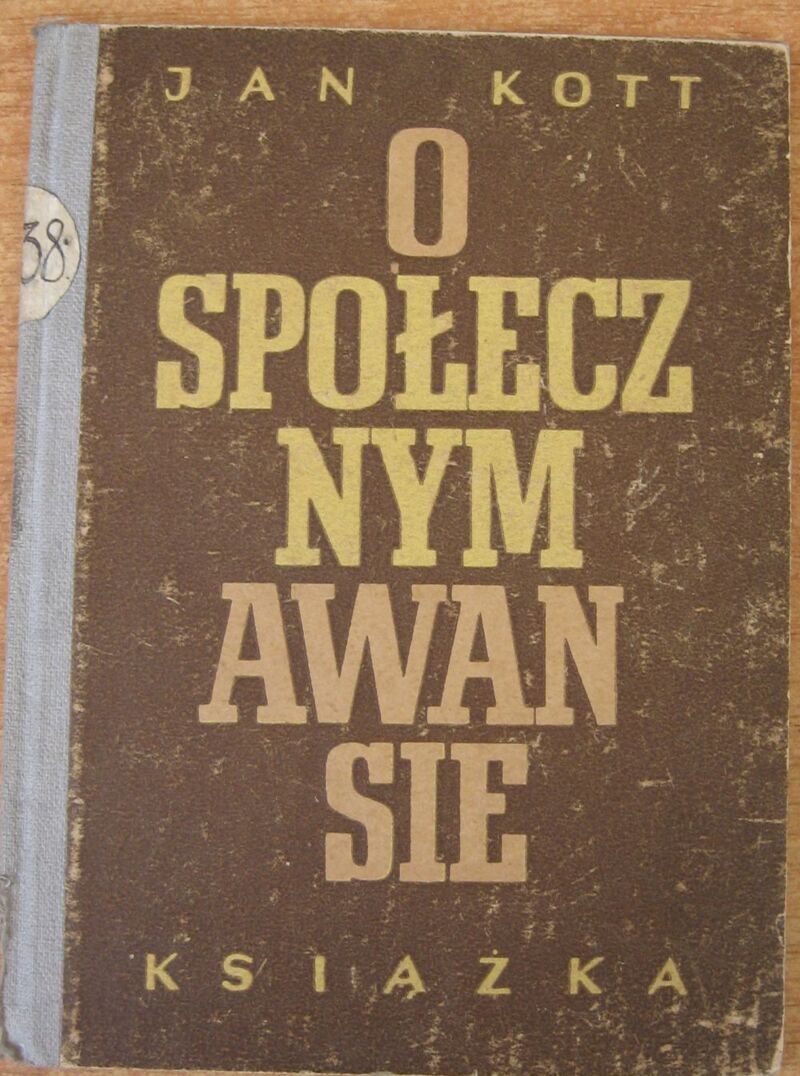 JAN KOTT
O
SPOŁECZ
NYM
AWAN
SIE
38.
KSIĄŻKA